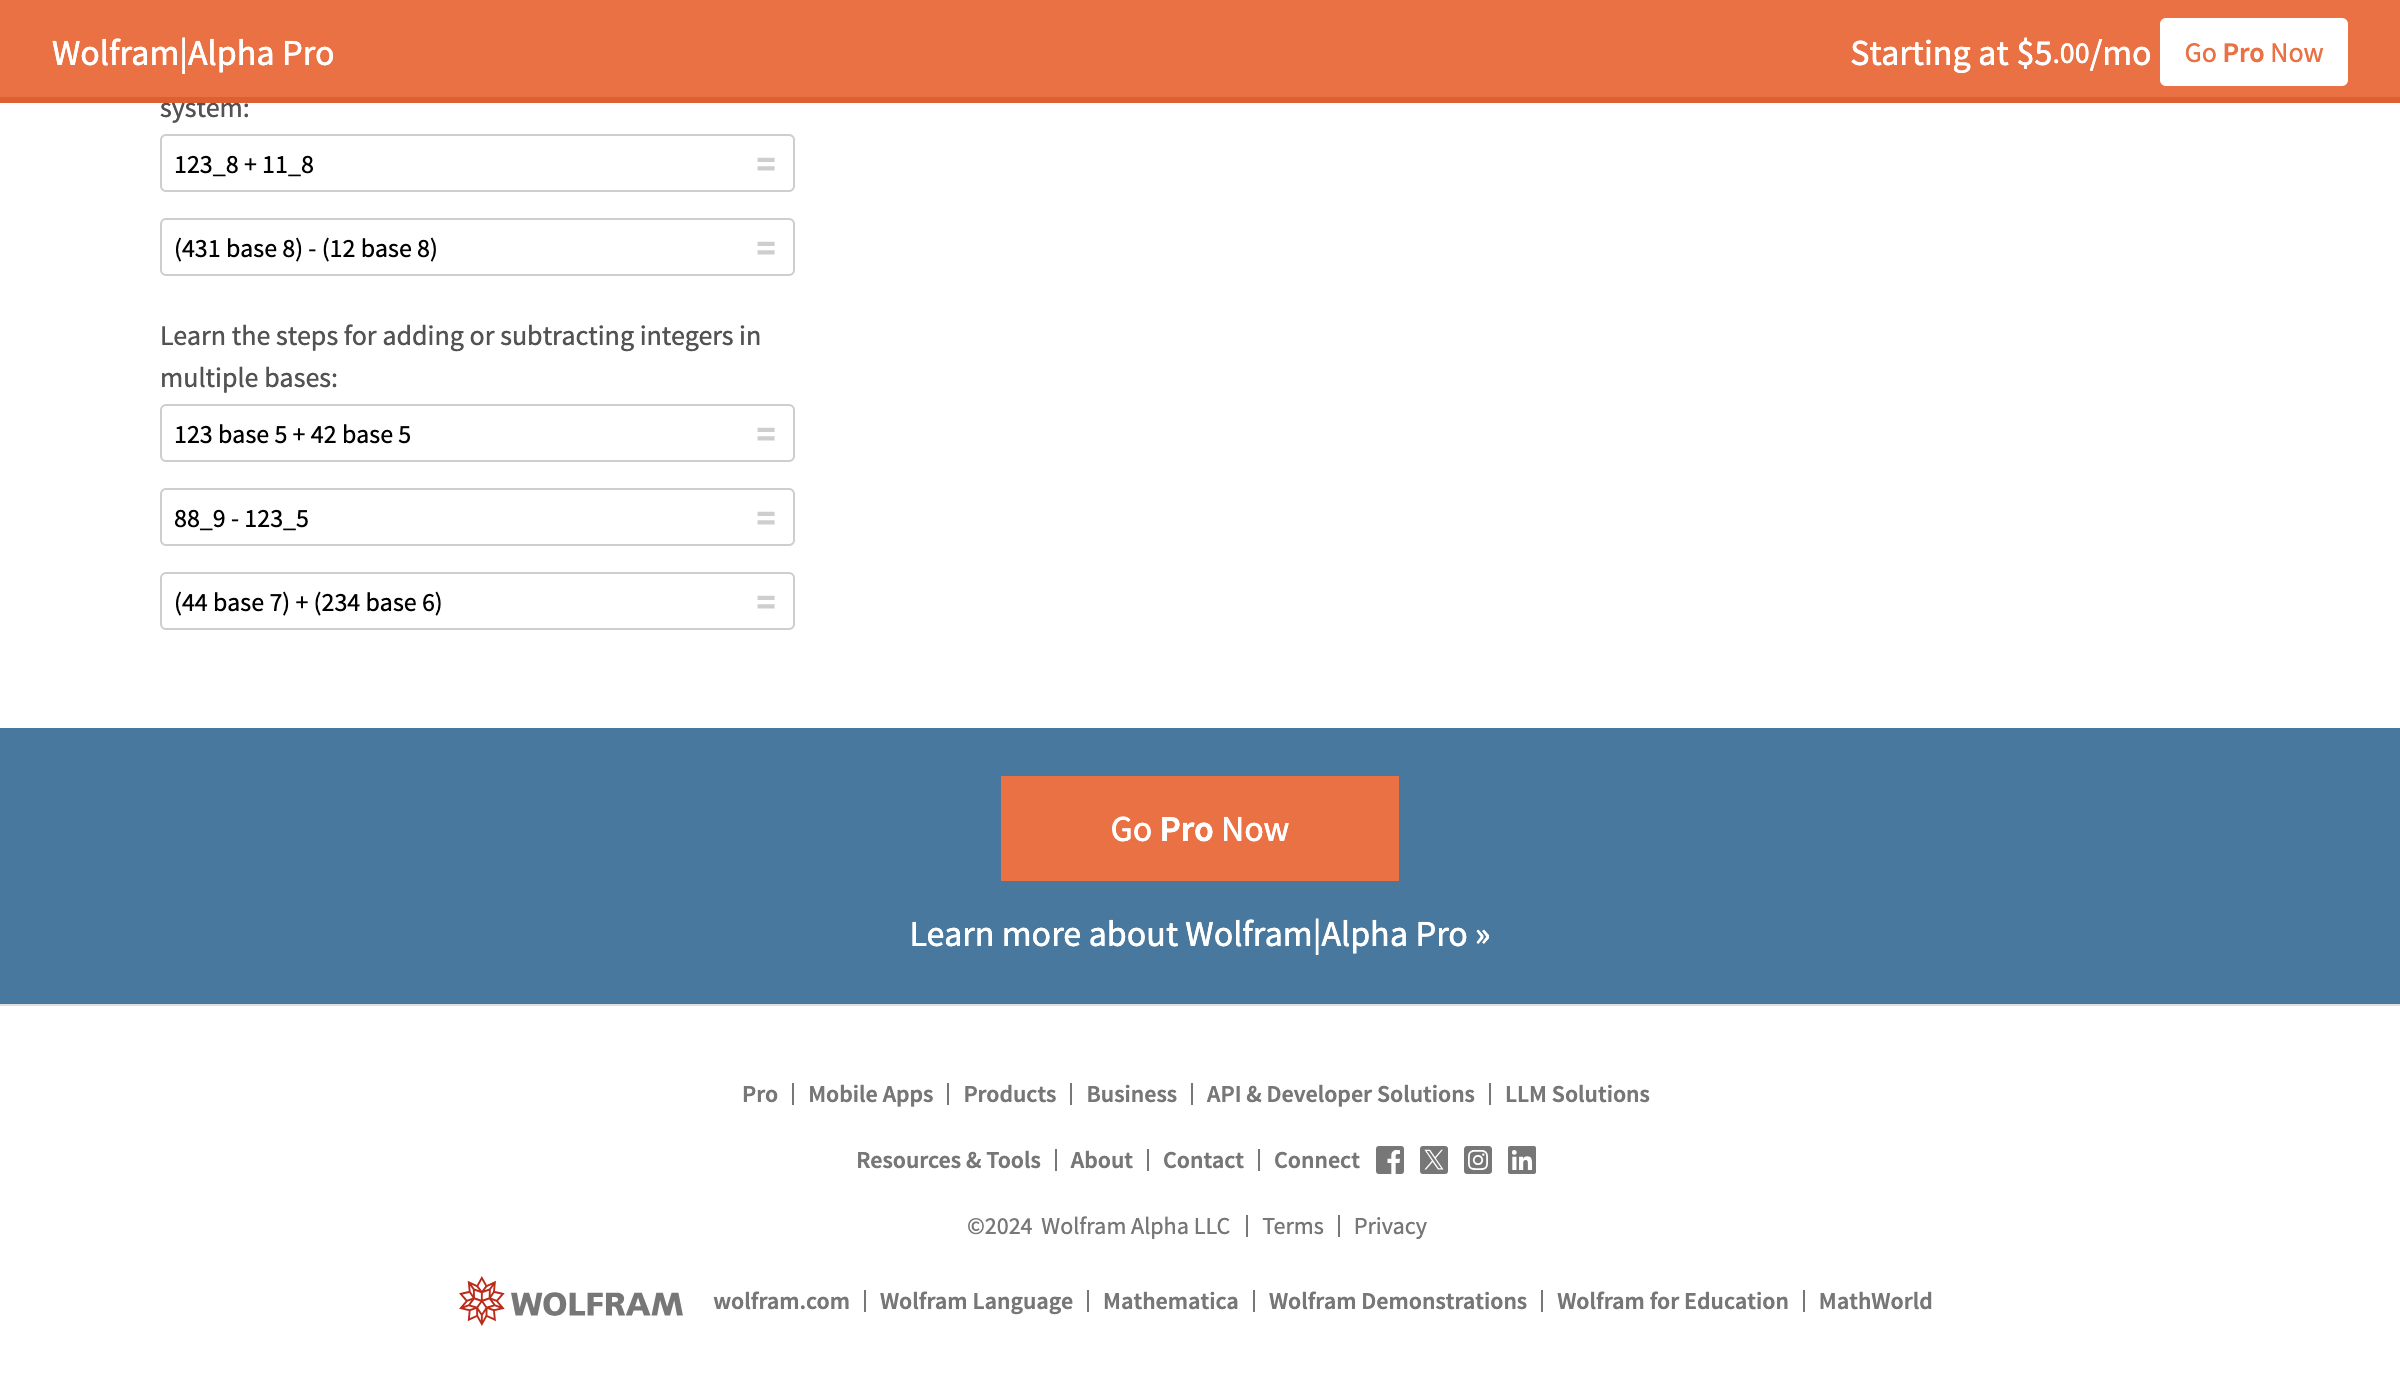 Wolfram|Alpha Pro
Starting at $5.00/mo Go Pro Now
system:
123_8 + 11_8 =
(431 base 8) - (12 base 8) =
Learn the steps for adding or subtracting integers in
multiple bases:
123 base 5 + 42 base 5 =
88_9 - 123_5 =
(44 base 7) + (234 base 6) =
Go Pro Now
Learn more about Wolfram|Alpha Pro »
Pro | Mobile Apps | Products | Business | API & Developer Solutions | LLM Solutions
Resources & Tools | About | Contact | Connect
©2024 Wolfram Alpha LLC | Terms | Privacy
WOLFRAM wolfram.com | Wolfram Language | Mathematica | Wolfram Demonstrations | Wolfram for Education | MathWorld